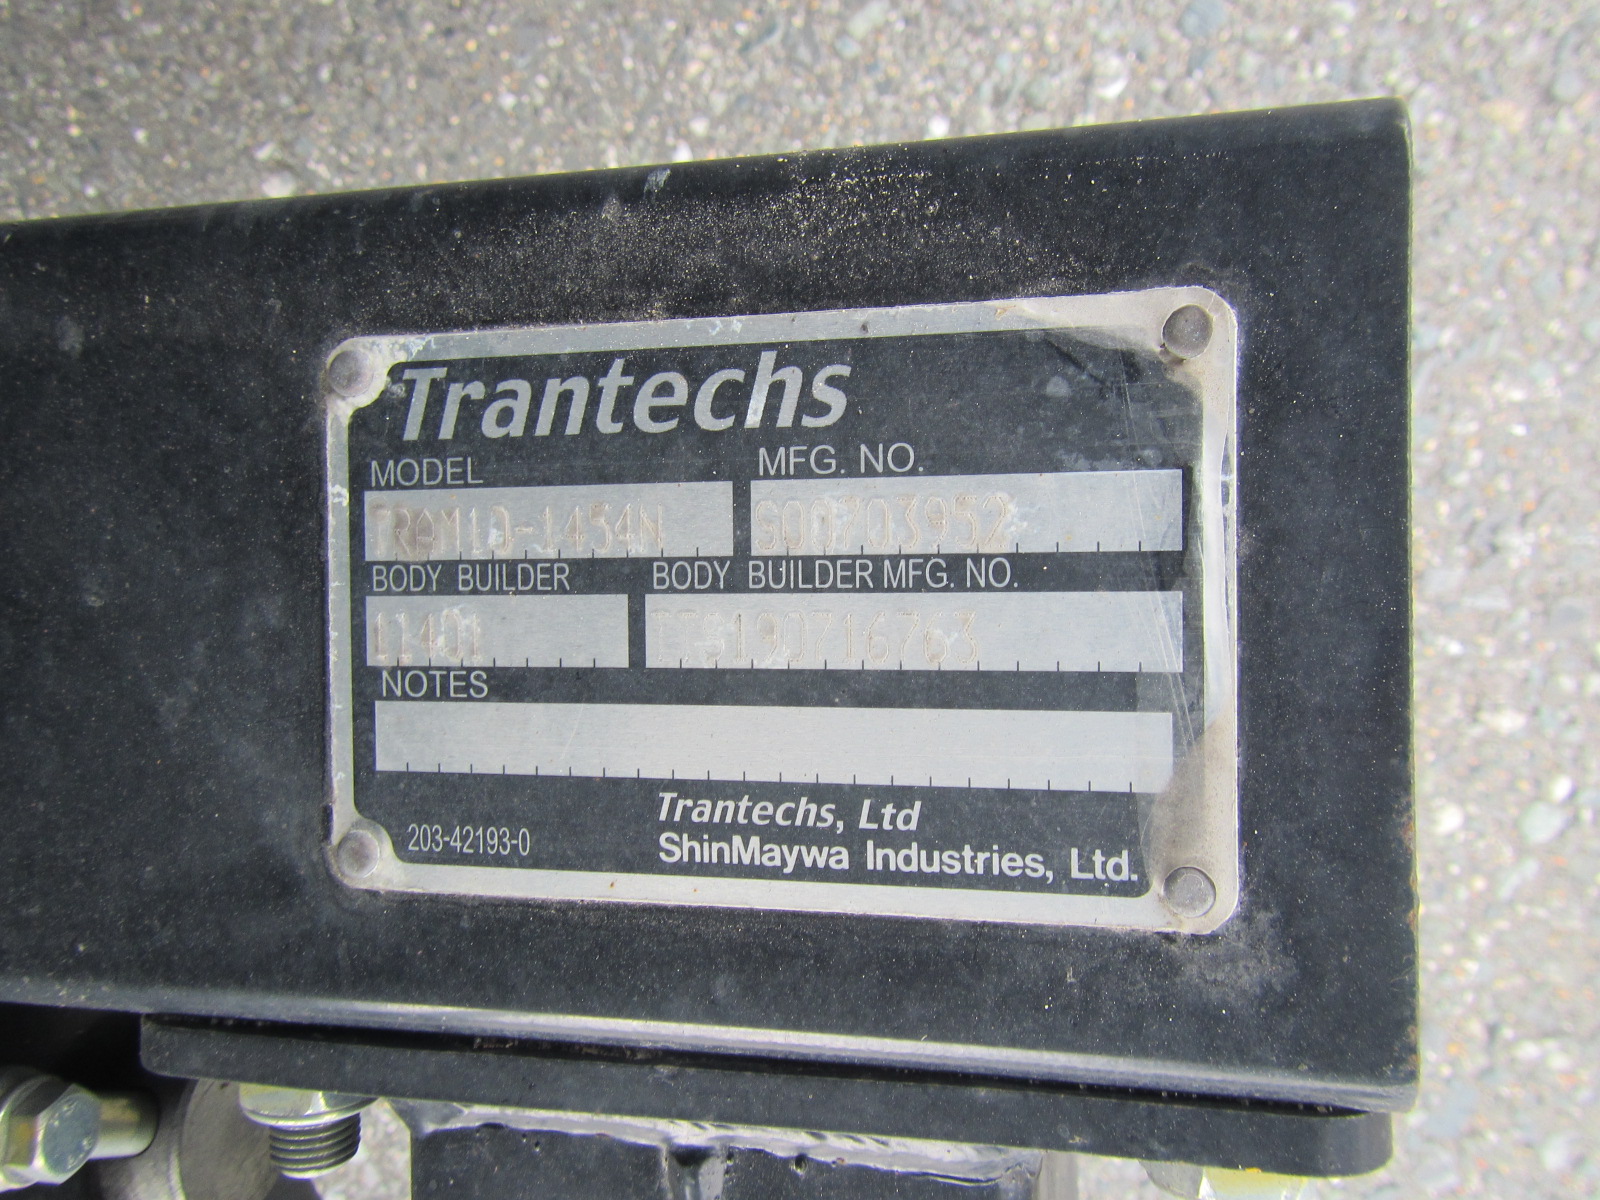 Trantechs
MODEL MFG. NO.
TRAM10-1454N S00703952
BODY BUILDER BODY BUILDER MFG. NO.
11401 TTS190716763
NOTES
Trantechs, Ltd
203-42193-0 ShinMaywa Industries, Ltd.